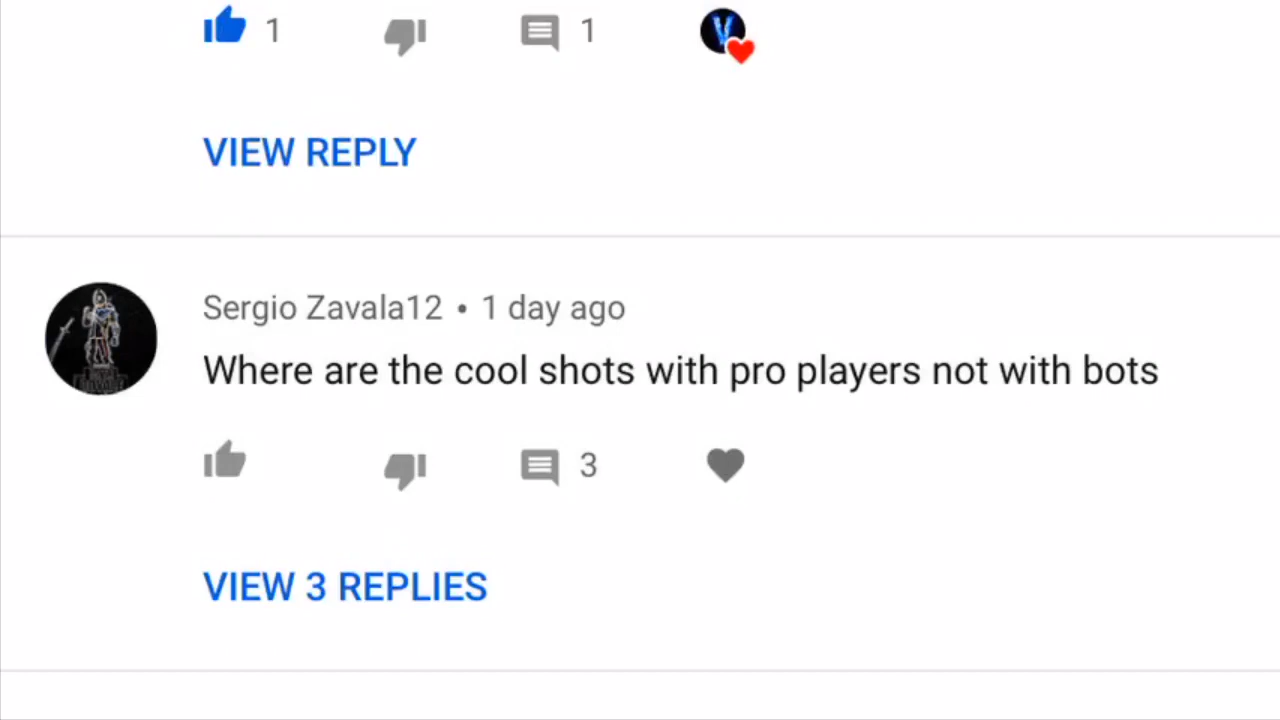 1 1
VIEW REPLY
Sergio Zavala12 • 1 day ago
Where are the cool shots with pro players not with bots
3
VIEW 3 REPLIES